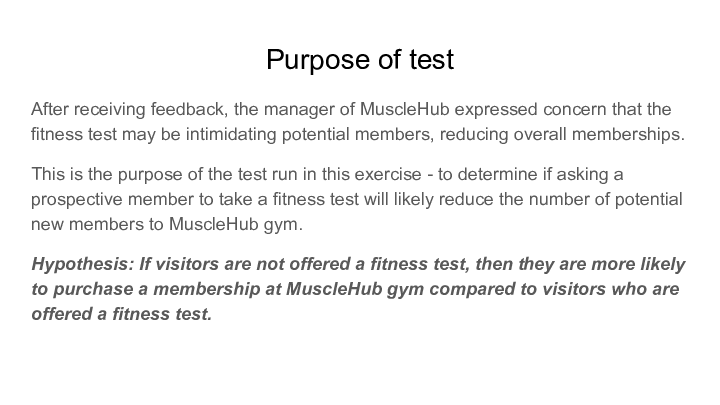 Purpose of test
After receiving feedback, the manager of MuscleHub expressed concern that the
fitness test may be intimidating potential members, reducing overall memberships.
This is the purpose of the test run in this exercise - to determine if asking a
prospective member to take a fitness test will likely reduce the number of potential
new members to MuscleHub gym.
Hypothesis: If visitors are not offered a fitness test, then they are more likely
to purchase a membership at MuscleHub gym compared to visitors who are
offered a fitness test.